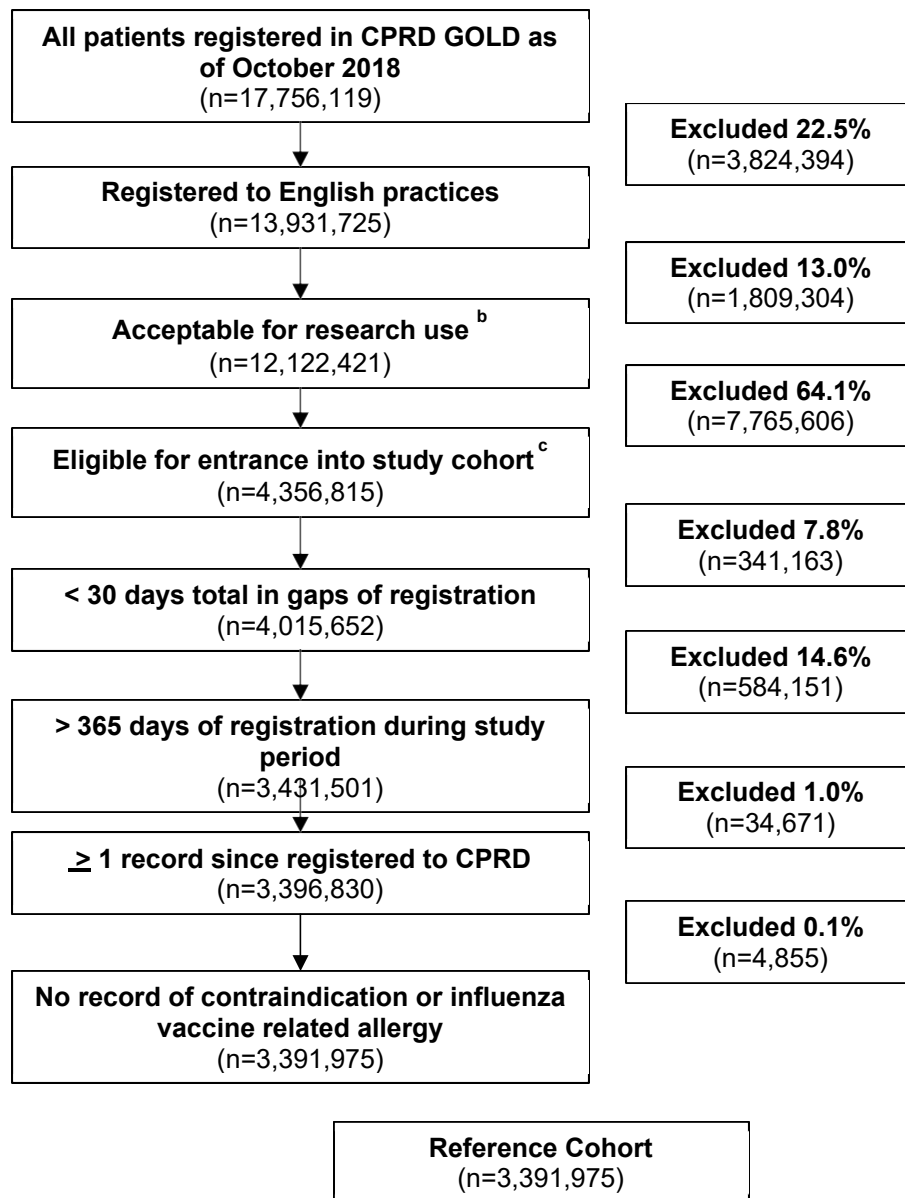 All patients registered in CPRD GOLD as
of October 2018
(n=17,756,119)
Excluded 22.5%
(n=3,824,394)
Registered to English practices
(n=13,931,725)
Excluded 13.0%
(n=1,809,304)
Acceptable for research use b
(n=12,122,421)
Excluded 64.1%
(n=7,765,606)
Eligible for entrance into study cohort c
(n=4,356,815)
Excluded 7.8%
(n=341,163)
< 30 days total in gaps of registration
(n=4,015,652)
Excluded 14.6%
(n=584,151)
> 365 days of registration during study
period
(n=3,431,501)
Excluded 1.0%
(n=34,671)
≥ 1 record since registered to CPRD
(n=3,396,830)
Excluded 0.1%
(n=4,855)
No record of contraindication or influenza
vaccine related allergy
(n=3,391,975)
Reference Cohort
(n=3,391,975)